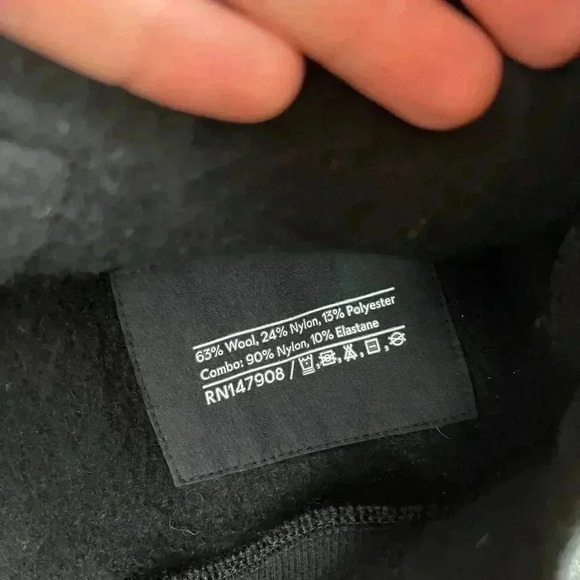 63% Wool, 24% Nylon, 13% Polyester
Combo: 90% Nylon, 10% Elastane
RN147908 /